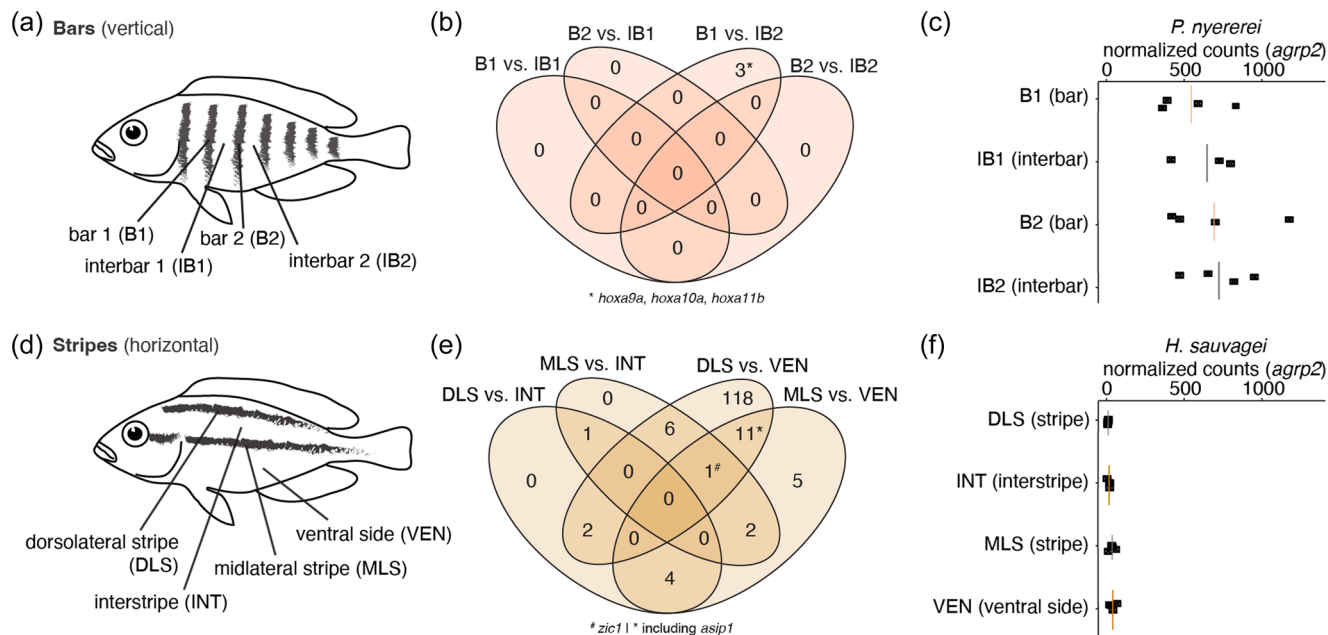 (a) Bars (vertical)
bar 1 (B1)
bar 2 (B2)
interbar 1 (IB1)
interbar 2 (IB2)
(b)
B2 vs. IB1
B1 vs. IB2
B1 vs. IB1
B2 vs. IB2
0
3*
0
0
0
0
0
0
0
0
0
0
0
0
0
* hoxa9a, hoxa10a, hoxa11b
(c)
P. nyererei
normalized counts (agrp2)
0 500 1000
B1 (bar)
IB1 (interbar)
B2 (bar)
IB2 (interbar)
(d) Stripes (horizontal)
dorsolateral stripe
(DLS)
ventral side (VEN)
midlateral stripe (MLS)
interstripe (INT)
(e)
MLS vs. INT
DLS vs. VEN
DLS vs. INT
MLS vs. VEN
0
118
1
6
11*
0
0
1#
5
0
2
0
0
2
4
# zic1 | * including asip1
(f)
H. sauvagei
normalized counts (agrp2)
0 500 1000
DLS (stripe)
INT (interstripe)
MLS (stripe)
VEN (ventral side)